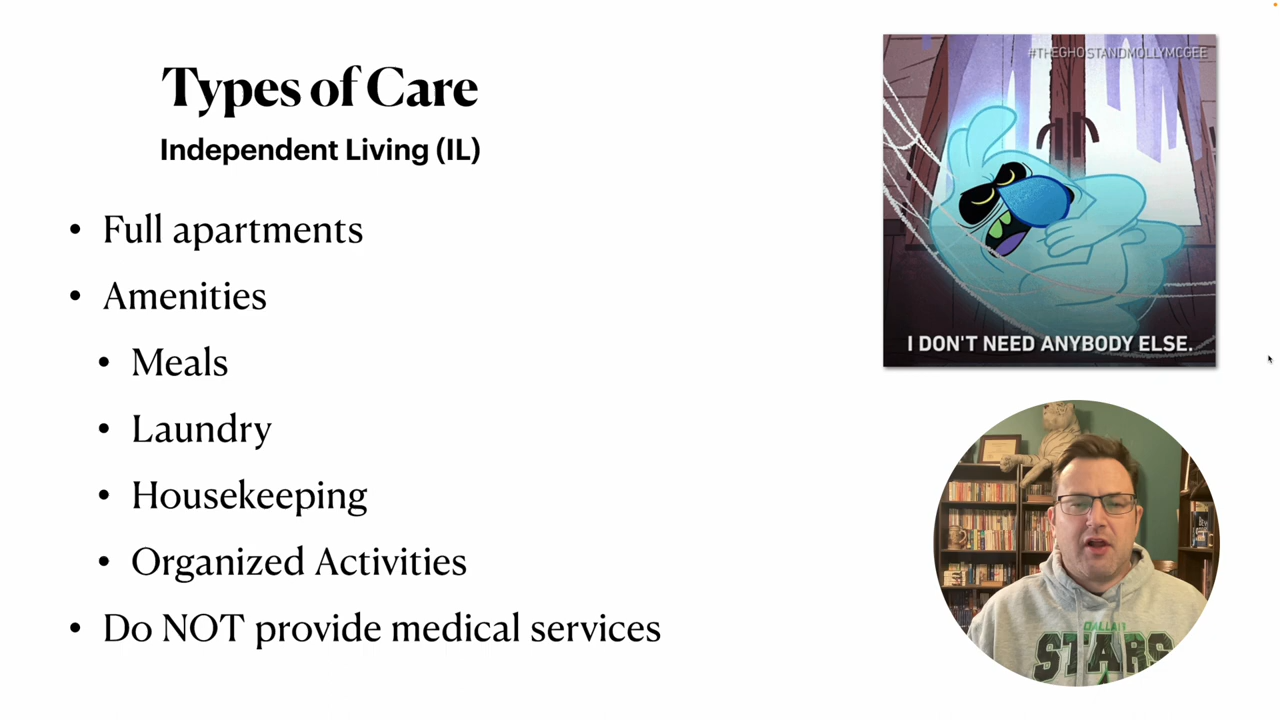 Types of Care
Independent Living (IL)
• Full apartments
• Amenities
• Meals
• Laundry
• Housekeeping
• Organized Activities
• Do NOT provide medical services
#THEGHOSTANDMOLLYMCGEE
I DON'T NEED ANYBODY ELSE.
DALLAS
STARS